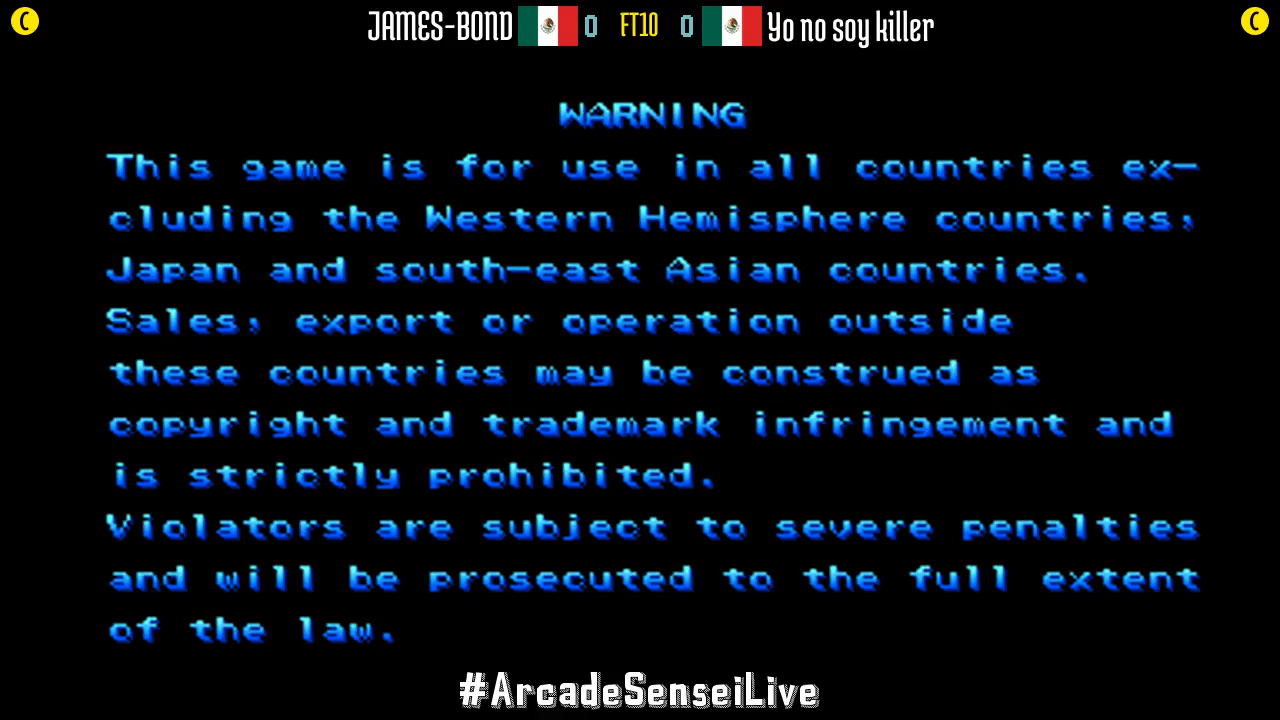 C JAMES-BOND 0 FT10 0 Yo no soy killer C
WARNING
This game is for use in all countries ex-
cluding the Western Hemisphere countries,
Japan and south-east Asian countries.
Sales, export or operation outside
these countries may be construed as
copyright and trademark infringement and
is strictly prohibited.
Violators are subject to severe penalties
and will be prosecuted to the full extent
of the law.
#ArcadeSenseiLive